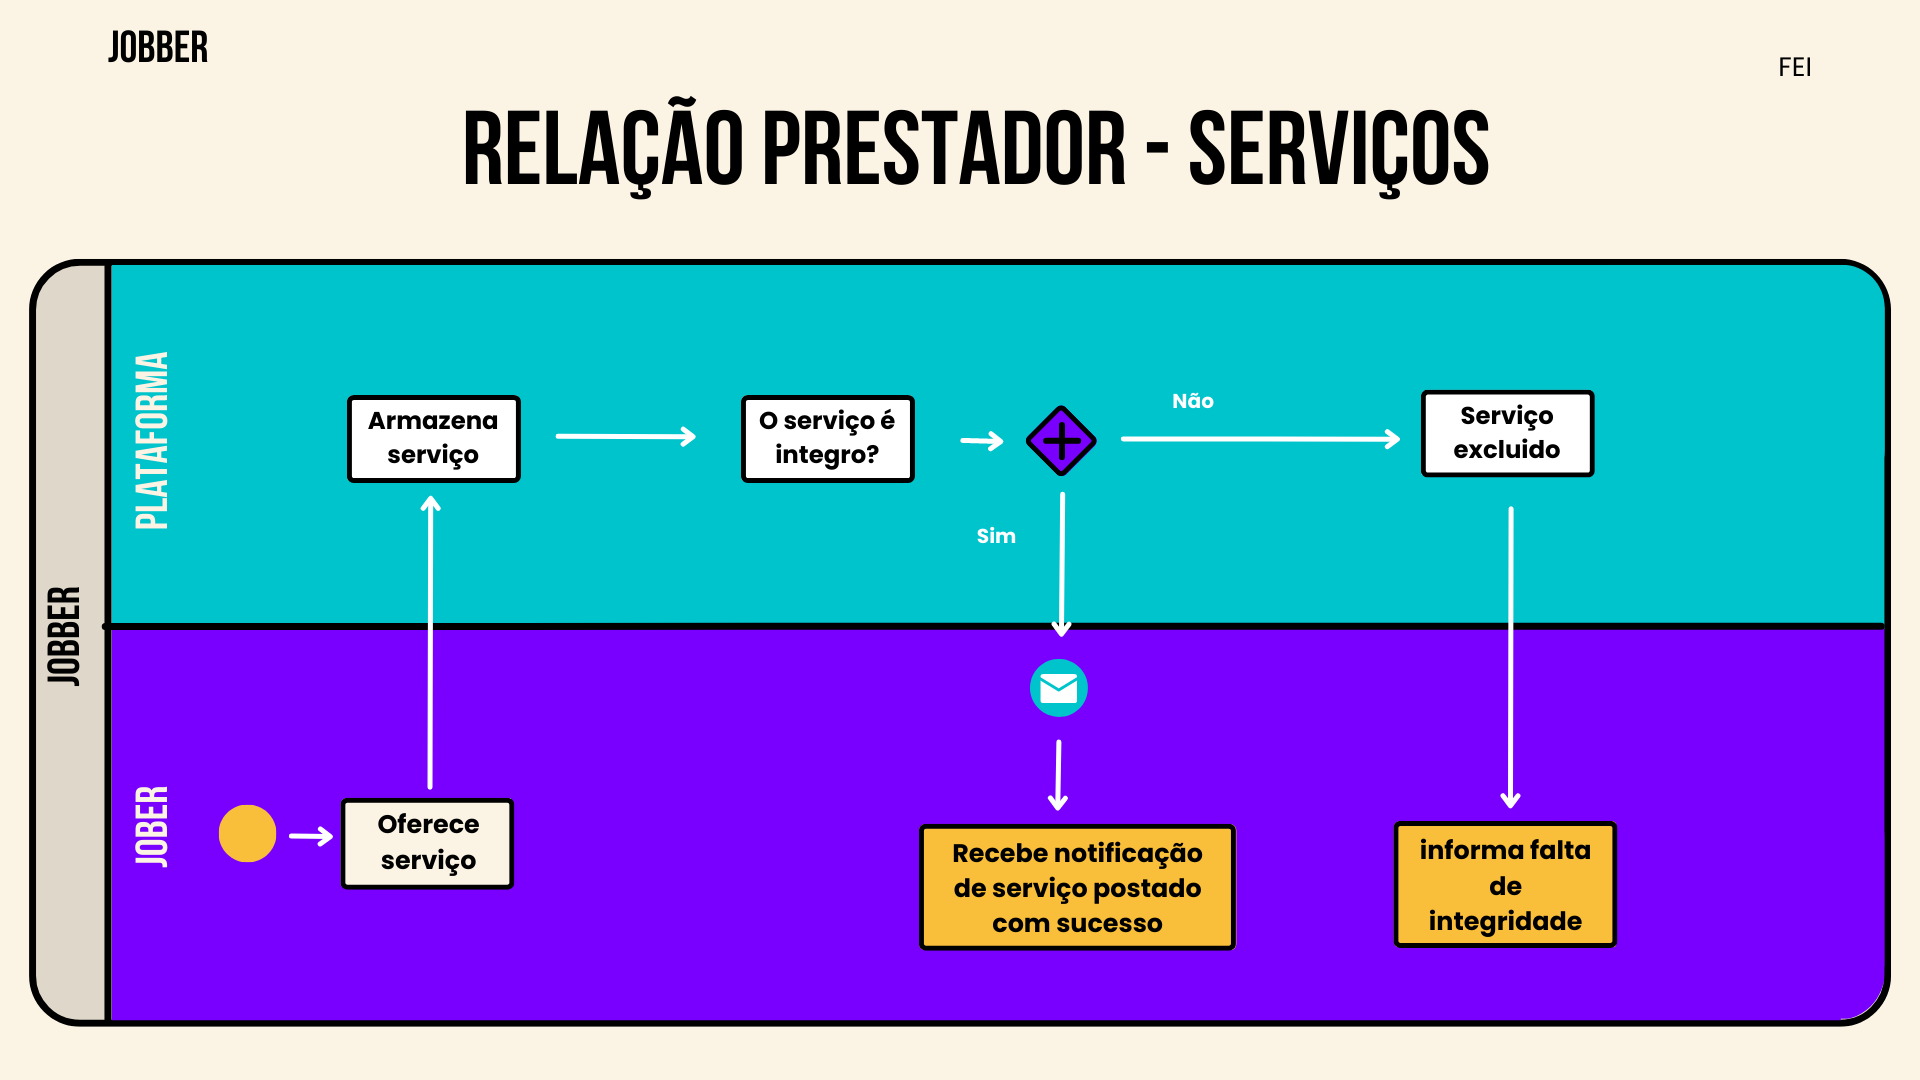 JOBBER
FEI
RELAÇÃO PRESTADOR - SERVIÇOS
JOBBER
PLATAFORMA
Armazena
serviço
O serviço é
integro?
Não
Serviço
excluido
Sim
JOBER
Oferece
serviço
Recebe notificação
de serviço postado
com sucesso
informa falta
de
integridade